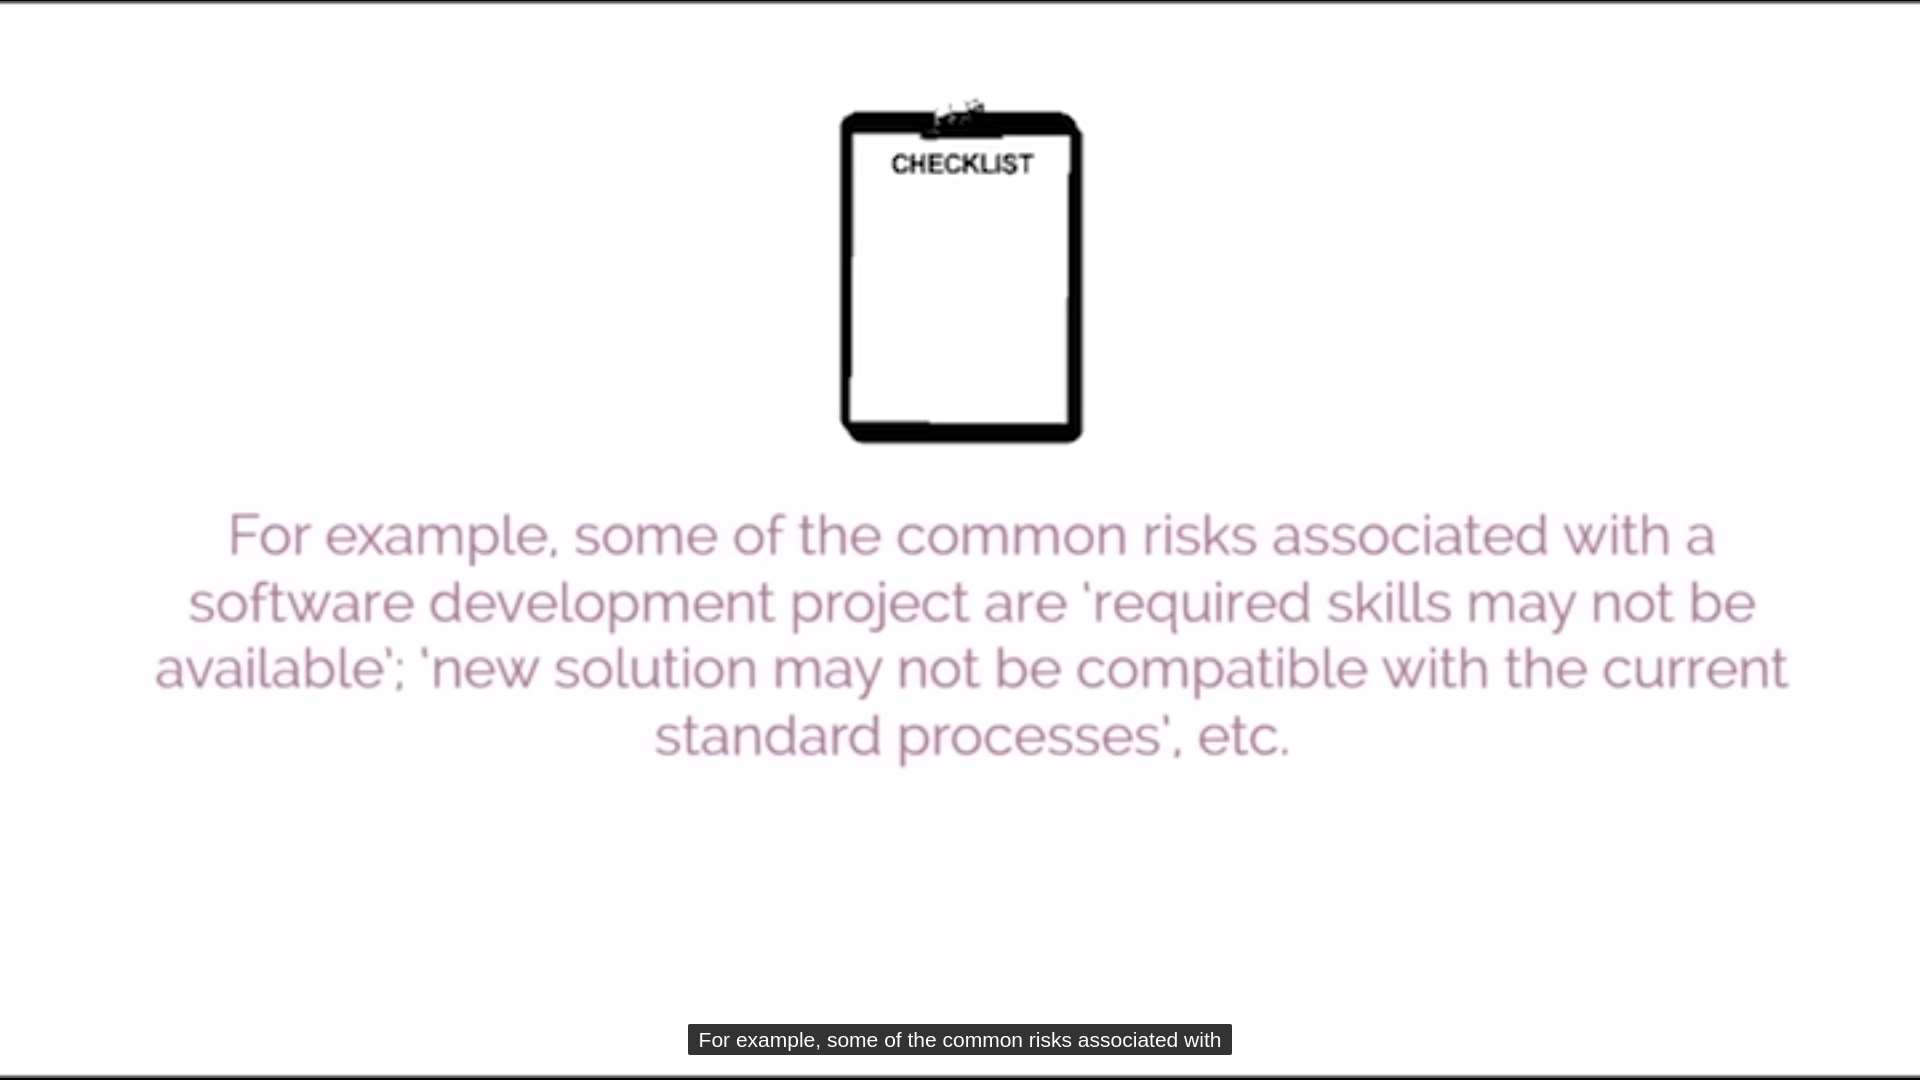 CHECKLIST
For example, some of the common risks associated with a
software development project are ‘required skills may not be
available’; ‘new solution may not be compatible with the current
standard processes’, etc.
For example, some of the common risks associated with